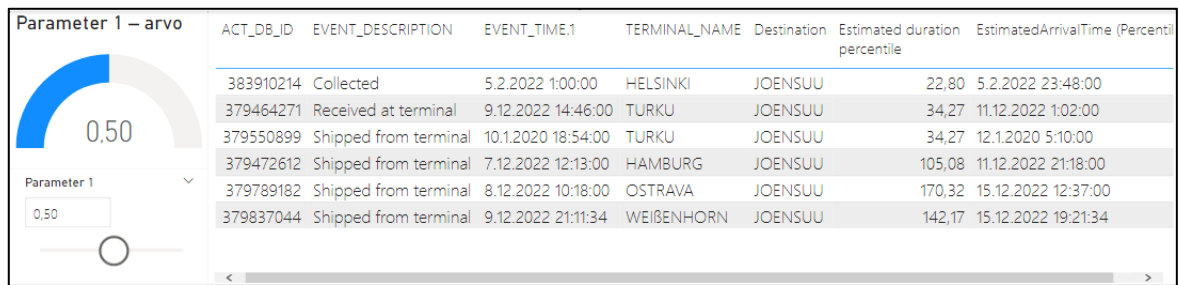 Parameter 1 – arvo
0,50
Parameter 1
0,50
ACT_DB_ID EVENT_DESCRIPTION EVENT_TIME.1 TERMINAL_NAME Destination Estimated duration percentile EstimatedArrivalTime (Percentil
383910214 Collected 5.2.2022 1:00:00 HELSINKI JOENSUU 22,80 5.2.2022 23:48:00
379464271 Received at terminal 9.12.2022 14:46:00 TURKU JOENSUU 34,27 11.12.2022 1:02:00
379550899 Shipped from terminal 10.1.2020 18:54:00 TURKU JOENSUU 34,27 12.1.2020 5:10:00
379472612 Shipped from terminal 7.12.2022 12:13:00 HAMBURG JOENSUU 105,08 11.12.2022 21:18:00
379789182 Shipped from terminal 8.12.2022 10:18:00 OSTRAVA JOENSUU 170,32 15.12.2022 12:37:00
379837044 Shipped from terminal 9.12.2022 21:11:34 WEIßENHORN JOENSUU 142,17 15.12.2022 19:21:34